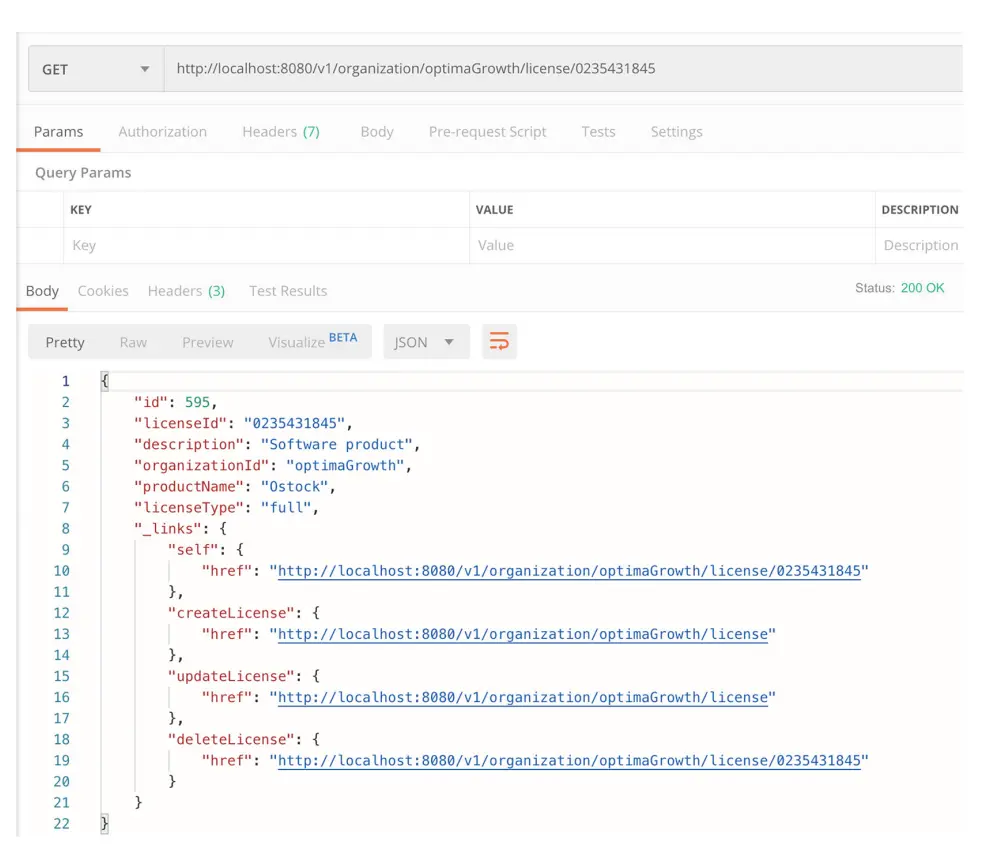 GET http://localhost:8080/v1/organization/optimaGrowth/license/0235431845
Params Authorization Headers (7) Body Pre-request Script Tests Settings
Query Params
KEY VALUE DESCRIPTION
Key Value Description
Body Cookies Headers (3) Test Results Status: 200 OK
Pretty Raw Preview Visualize BETA JSON
1 {
2 "id": 595,
3 "licenseId": "0235431845",
4 "description": "Software product",
5 "organizationId": "optimaGrowth",
6 "productName": "Ostock",
7 "licenseType": "full",
8 "_links": {
9 "self": {
10 "href": "http://localhost:8080/v1/organization/optimaGrowth/license/0235431845"
11 },
12 "createLicense": {
13 "href": "http://localhost:8080/v1/organization/optimaGrowth/license"
14 },
15 "updateLicense": {
16 "href": "http://localhost:8080/v1/organization/optimaGrowth/license"
17 },
18 "deleteLicense": {
19 "href": "http://localhost:8080/v1/organization/optimaGrowth/license/0235431845"
20 }
21 }
22 }